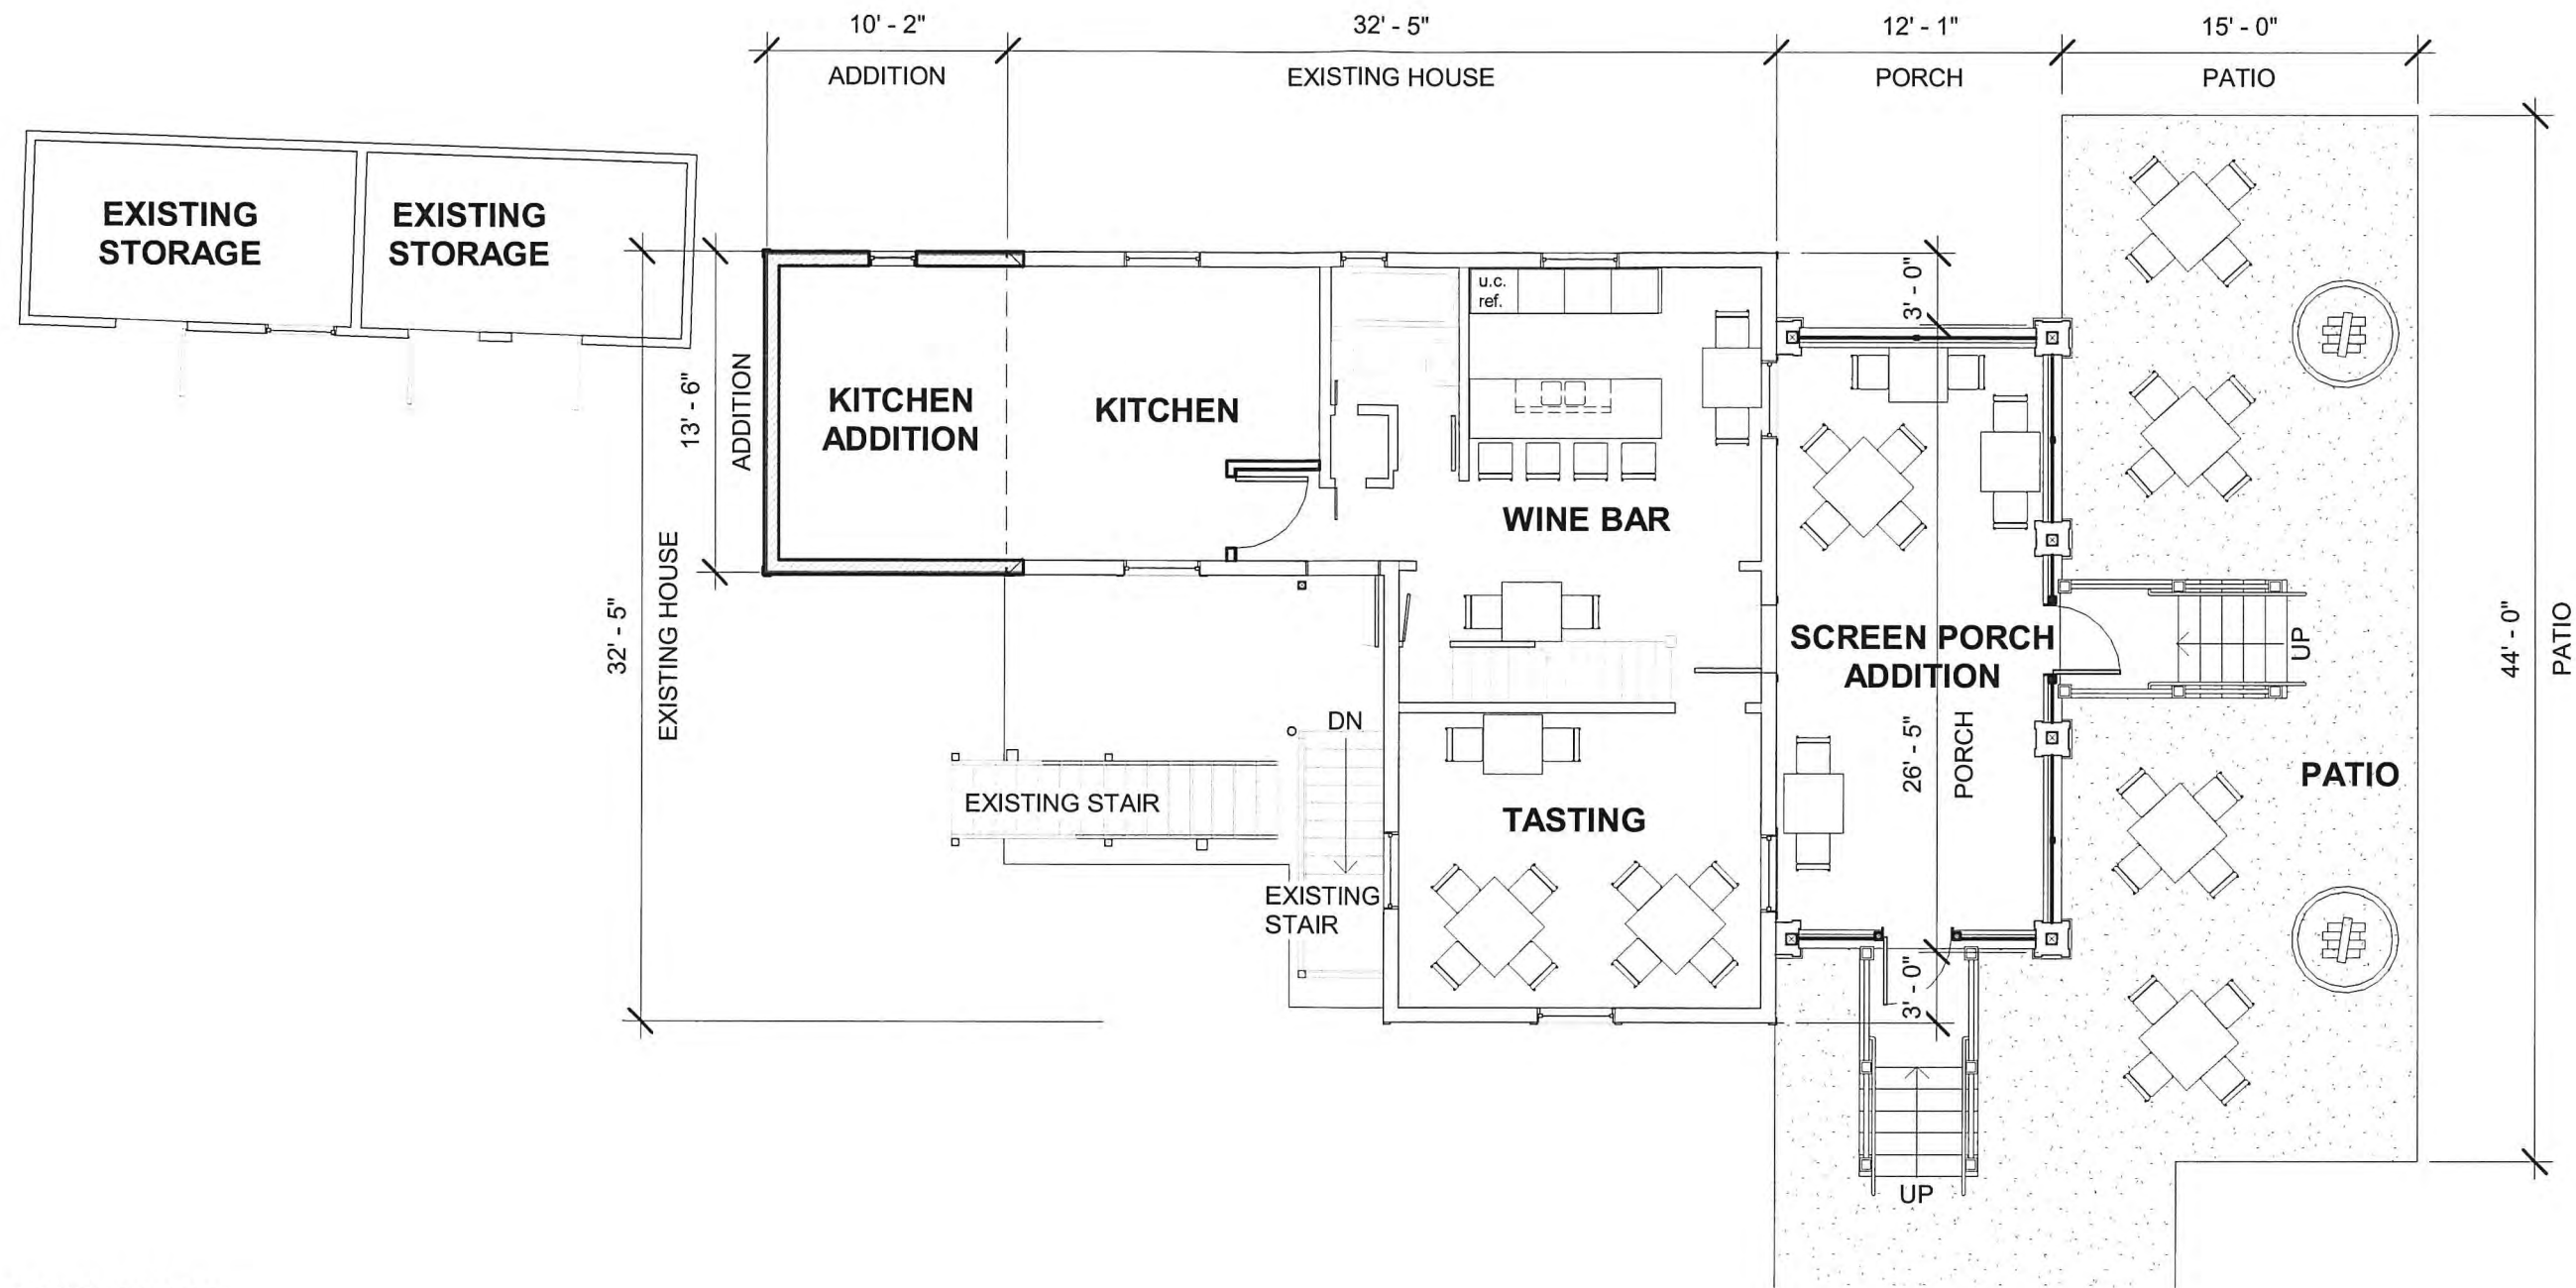 10' - 2"
32' - 5"
12' - 1"
15' - 0"
ADDITION
EXISTING HOUSE
PORCH
PATIO
EXISTING
STORAGE
EXISTING
STORAGE
3' - 0"
u.c.
ref.
13' - 6"
ADDITION
KITCHEN
ADDITION
KITCHEN
WINE BAR
32' - 5"
EXISTING HOUSE
SCREEN PORCH
ADDITION
UP
44' - 0"
PATIO
DN
26' - 5"
PORCH
PATIO
EXISTING STAIR
TASTING
EXISTING
STAIR
3' - 0"
UP